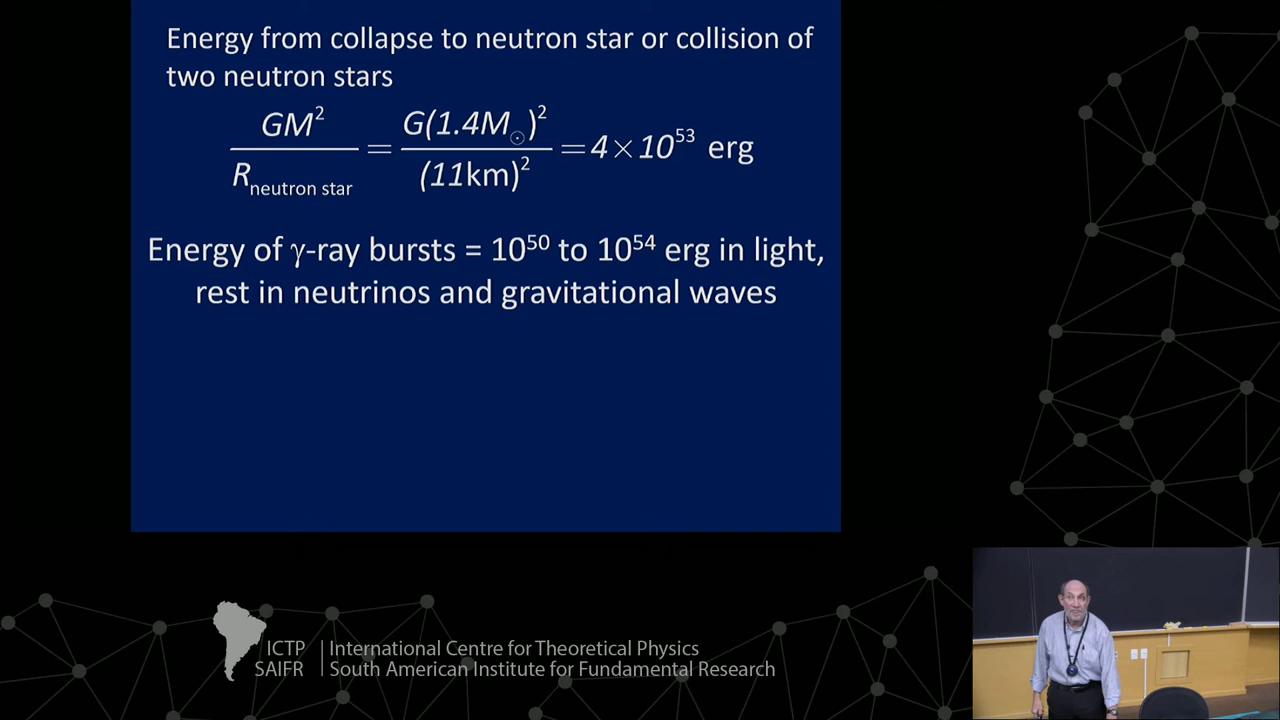 Energy from collapse to neutron star or collision of
two neutron stars
GM²/R_neutron star = G(1.4M☉)²/(11km)² = 4×10⁵³ erg
Energy of γ-ray bursts = 10⁵⁰ to 10⁵⁴ erg in light,
rest in neutrinos and gravitational waves
ICTP | International Centre for Theoretical Physics
SAIFR | South American Institute for Fundamental Research